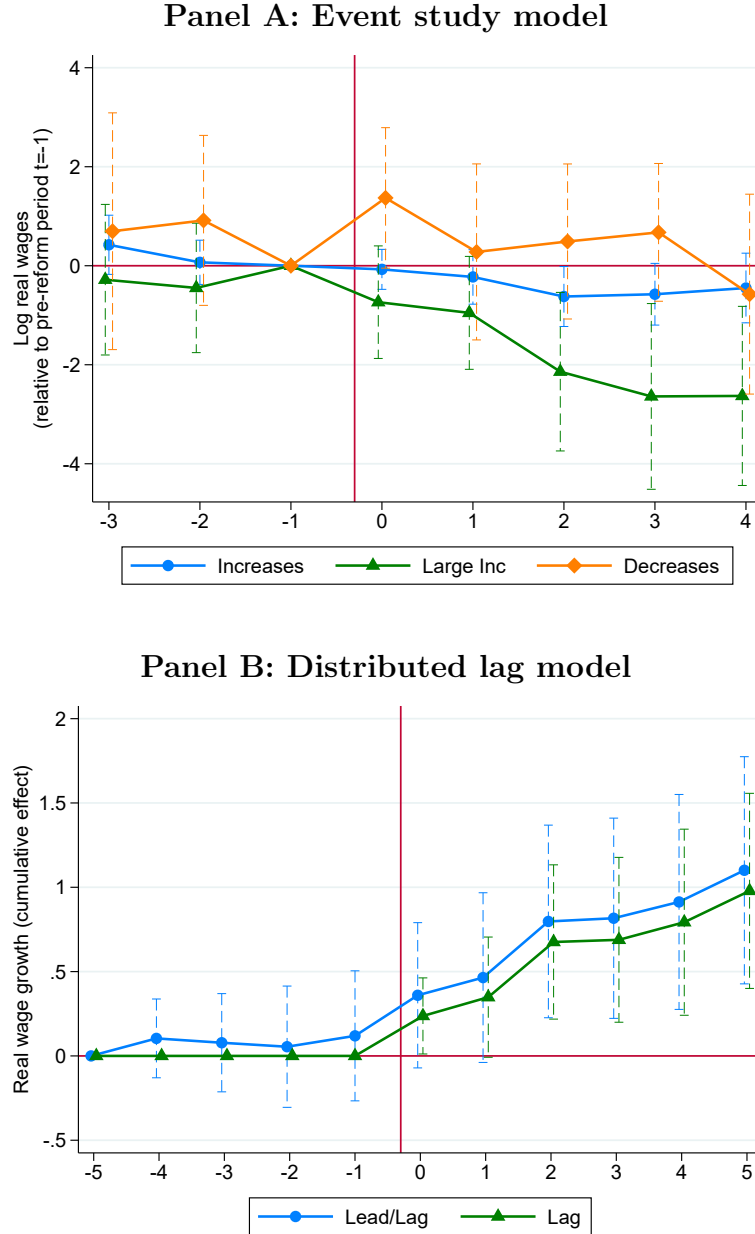 Panel A: Event study model
Log real wages
(relative to pre-reform period t=-1)
4
2
0
-2
-4
-3 -2 -1 0 1 2 3 4
Increases Large Inc Decreases
Panel B: Distributed lag model
Real wage growth (cumulative effect)
2
1.5
1
.5
0
-.5
-5 -4 -3 -2 -1 0 1 2 3 4 5
Lead/Lag Lag